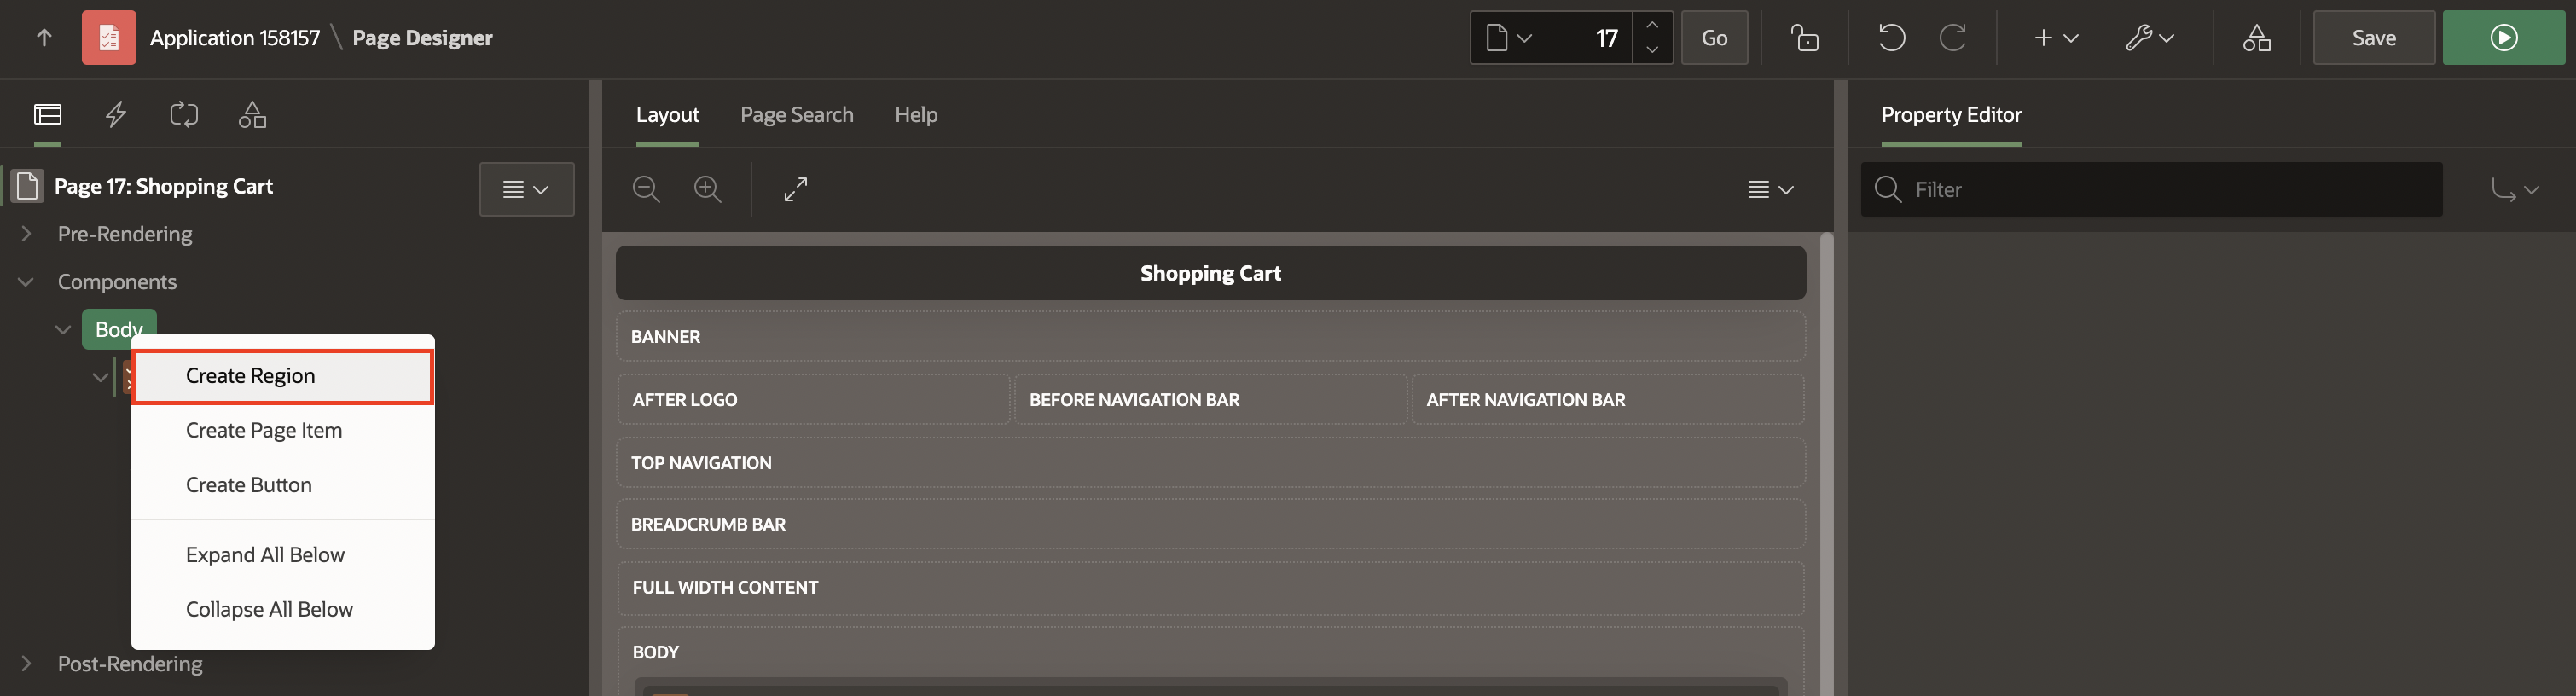 Application 158157 \ Page Designer
17
Go
Save
Layout
Page Search
Help
Property Editor
Page 17: Shopping Cart
Filter
Pre-Rendering
Components
Body
Create Region
Create Page Item
Create Button
Expand All Below
Collapse All Below
Post-Rendering
Shopping Cart
BANNER
AFTER LOGO
BEFORE NAVIGATION BAR
AFTER NAVIGATION BAR
TOP NAVIGATION
BREADCRUMB BAR
FULL WIDTH CONTENT
BODY